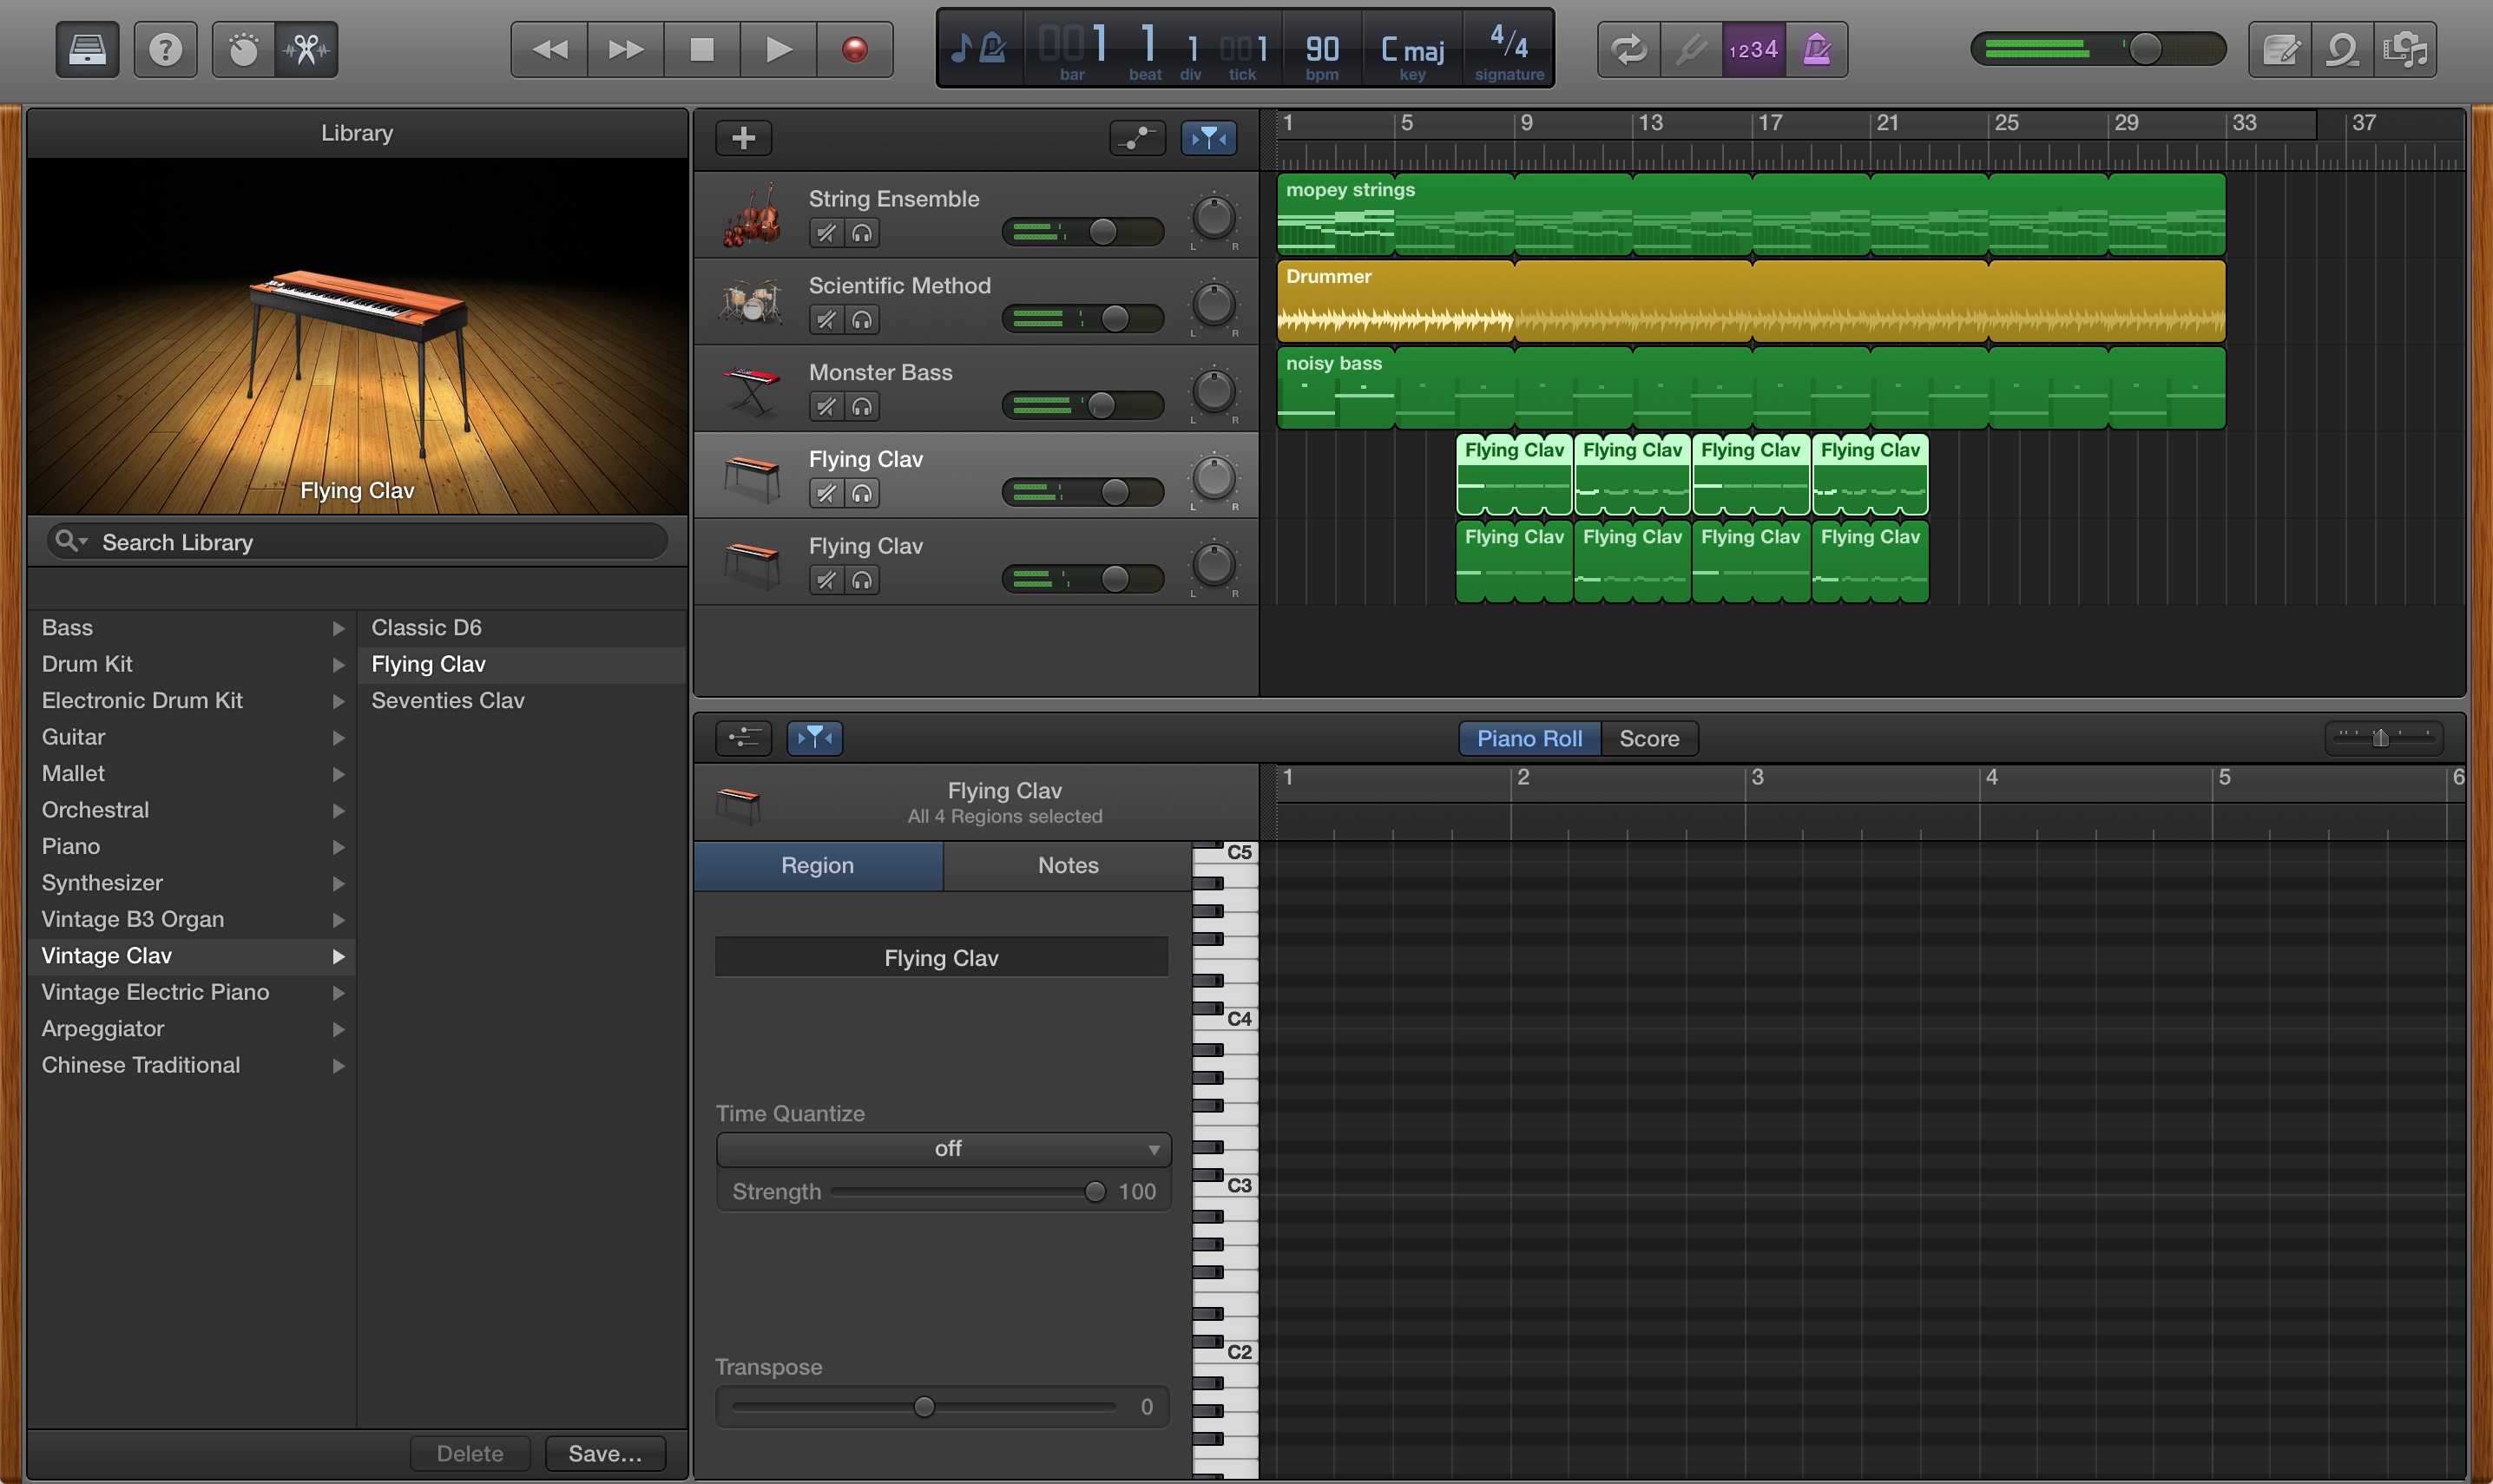 001 1 1 001 90 C maj 4/4
bar beat div tick bpm key signature
1234
Library
Flying Clav
Search Library
Bass
Drum Kit
Electronic Drum Kit
Guitar
Mallet
Orchestral
Piano
Synthesizer
Vintage B3 Organ
Vintage Clav
Vintage Electric Piano
Arpeggiator
Chinese Traditional
Classic D6
Flying Clav
Seventies Clav
Delete Save...
1 5 9 13 17 21 25 29 33 37
String Ensemble
L R
mopey strings
Scientific Method
L R
Drummer
Monster Bass
L R
noisy bass
Flying Clav
L R
Flying Clav Flying Clav Flying Clav Flying Clav
Flying Clav
L R
Flying Clav Flying Clav Flying Clav Flying Clav
Piano Roll Score
Flying Clav
All 4 Regions selected
1 2 3 4 5 6
Region Notes
Flying Clav
Time Quantize
off
Strength 100
Transpose
0
C5
C4
C3
C2